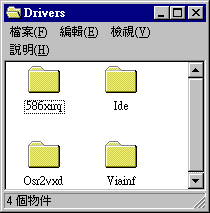 Drivers
檔案(F) 編輯(E) 檢視(V)
說明(H)
586xirq Ide
Osr2vxd Viainf
4 個物件